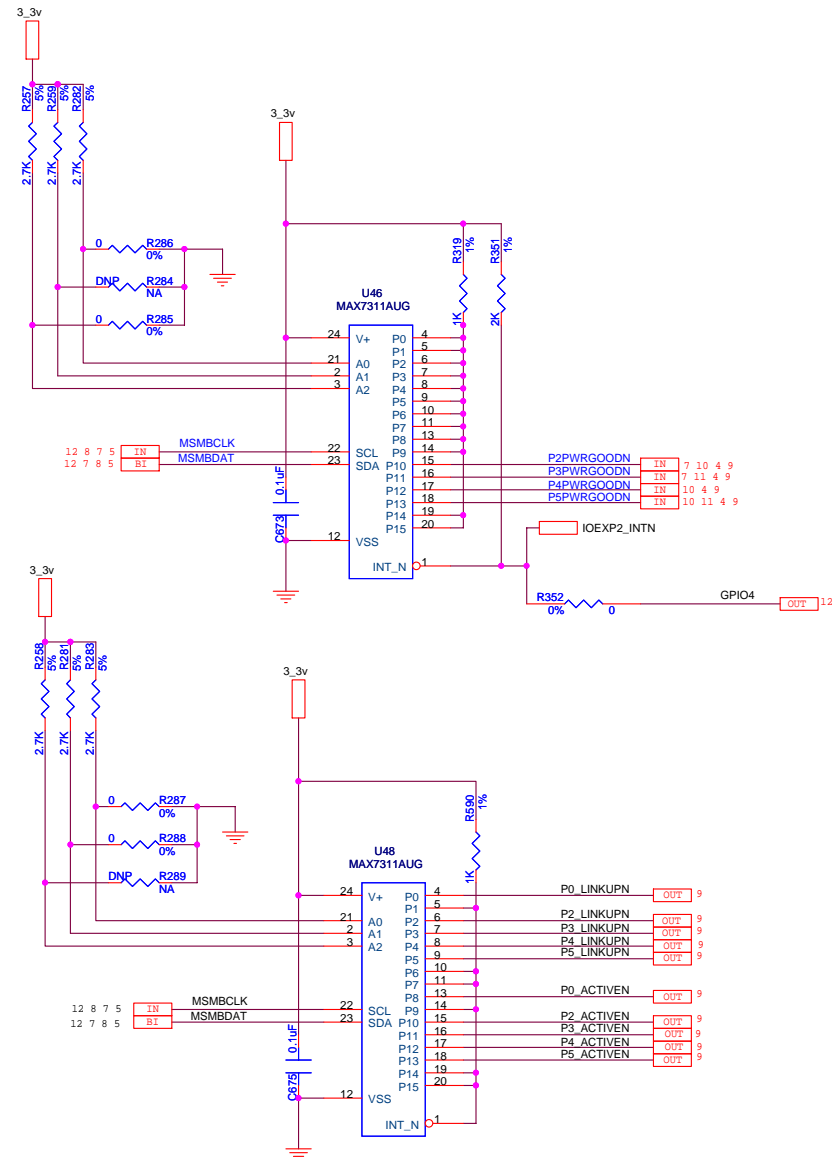 3_3v
R257 5% 2.7K
R259 5% 2.7K
R282 5% 2.7K
3_3v
0 R286 0%
DNP R284 NA
0 R285 0%
R319 1% 1K
R351 1% 2K
U46
MAX7311AUG
24 V+ P0 4
P1 5
21 A0 P2 6
2 A1 P3 7
3 A2 P4 8
P5 9
P6 10
P7 11
P8 13
12 8 7 5 IN MSMBCLK 22 SCL P9 14
12 7 8 5 BI MSMBDAT 23 SDA P10 15 P2PWRGOODN IN 7 10 4 9
P11 16 P3PWRGOODN IN 7 11 4 9
P12 17 P4PWRGOODN IN 10 4 9
P13 18 P5PWRGOODN IN 10 11 4 9
0.1uF C673
P14 19
P15 20
12 VSS
IOEXP2_INTN
INT_N 1
R352 0% 0 GPIO4 OUT 12
3_3v
R258 5% 2.7K
R281 5% 2.7K
R283 5% 2.7K
3_3v
0 R287 0%
0 R288 0%
DNP R289 NA
R590 1% 1K
U48
MAX7311AUG
24 V+ P0 4 P0_LINKUPN OUT 9
P1 5
21 A0 P2 6 P2_LINKUPN OUT 9
2 A1 P3 7 P3_LINKUPN OUT 9
3 A2 P4 8 P4_LINKUPN OUT 9
P5 9 P5_LINKUPN OUT 9
P6 10
P7 11
P8 13 P0_ACTIVEN OUT 9
12 8 7 5 IN MSMBCLK 22 SCL P9 14
12 7 8 5 BI MSMBDAT 23 SDA P10 15 P2_ACTIVEN OUT 9
P11 16 P3_ACTIVEN OUT 9
P12 17 P4_ACTIVEN OUT 9
P13 18 P5_ACTIVEN OUT 9
0.1uF C675
P14 19
P15 20
12 VSS
INT_N 1